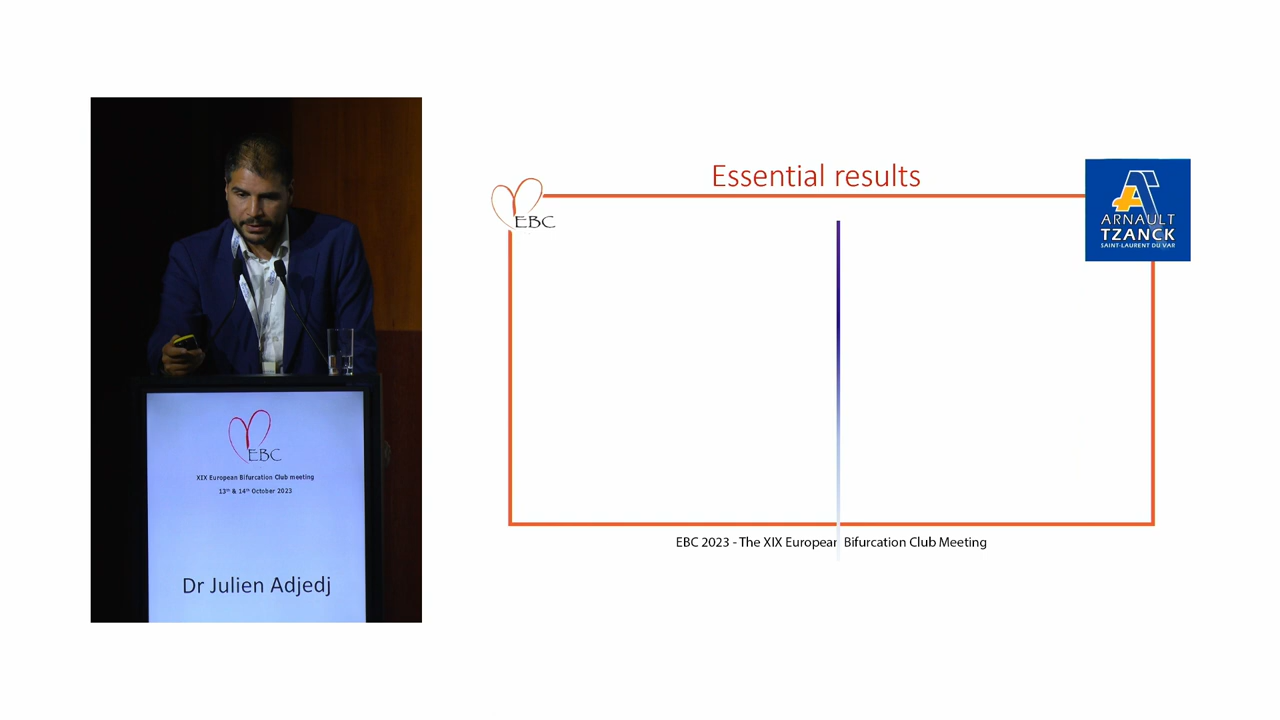 EBC
XIX European Bifurcation Club meeting
13th & 14th October 2023
Dr Julien Adjedj
Essential results
EBC
ARNAULT
TZANCK
SAINT-LAURENT DU VAR
EBC 2023 - The XIX European Bifurcation Club Meeting